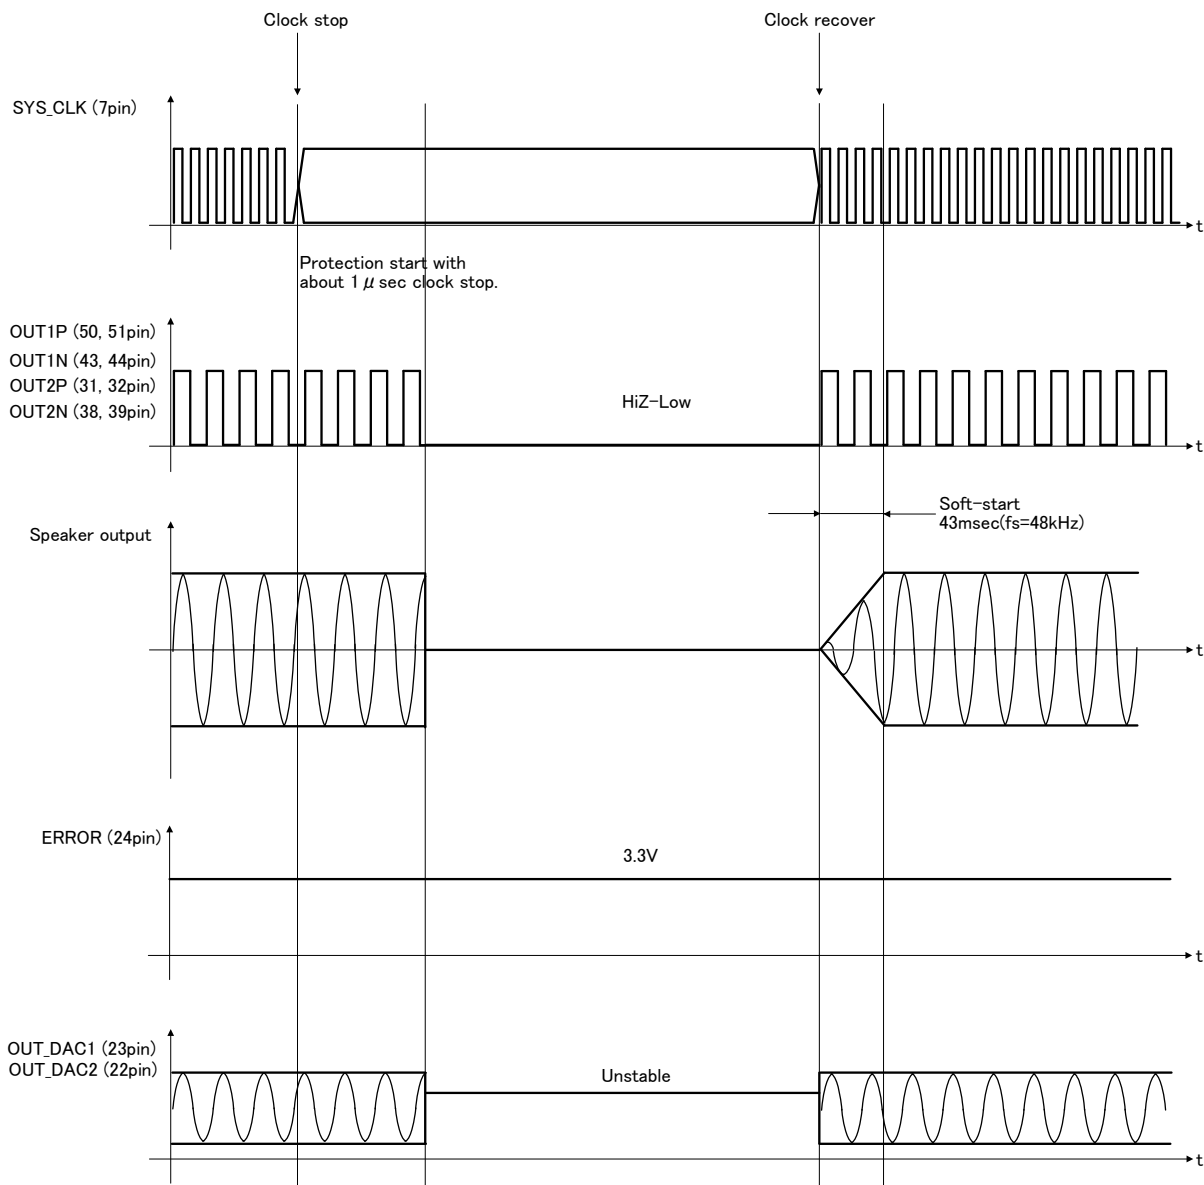 Clock stop
Clock recover
SYS_CLK (7pin)
t
Protection start with
about 1 μ sec clock stop.
OUT1P (50, 51pin)
OUT1N (43, 44pin)
OUT2P (31, 32pin)
OUT2N (38, 39pin)
HiZ-Low
t
Soft-start
43msec(fs=48kHz)
Speaker output
t
ERROR (24pin)
3.3V
t
OUT_DAC1 (23pin)
OUT_DAC2 (22pin)
Unstable
t